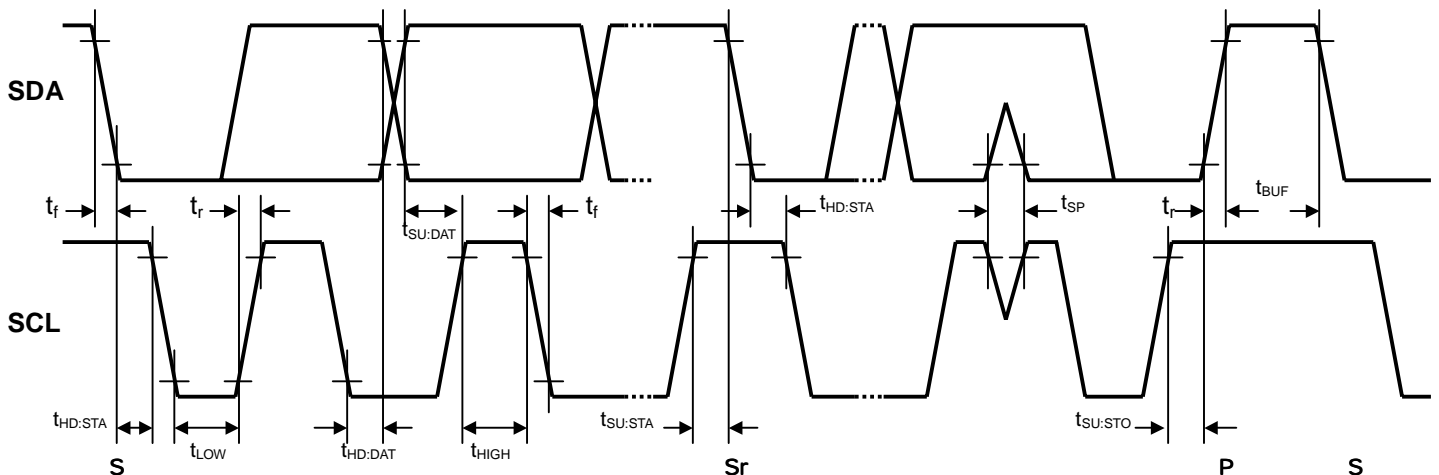 SDA
t_f
t_r
t_SU:DAT
t_f
t_HD:STA
t_SP
t_r
t_BUF
SCL
t_HD:STA
t_LOW
t_HD:DAT
t_HIGH
t_SU:STA
t_SU:STO
S
Sr
P
S